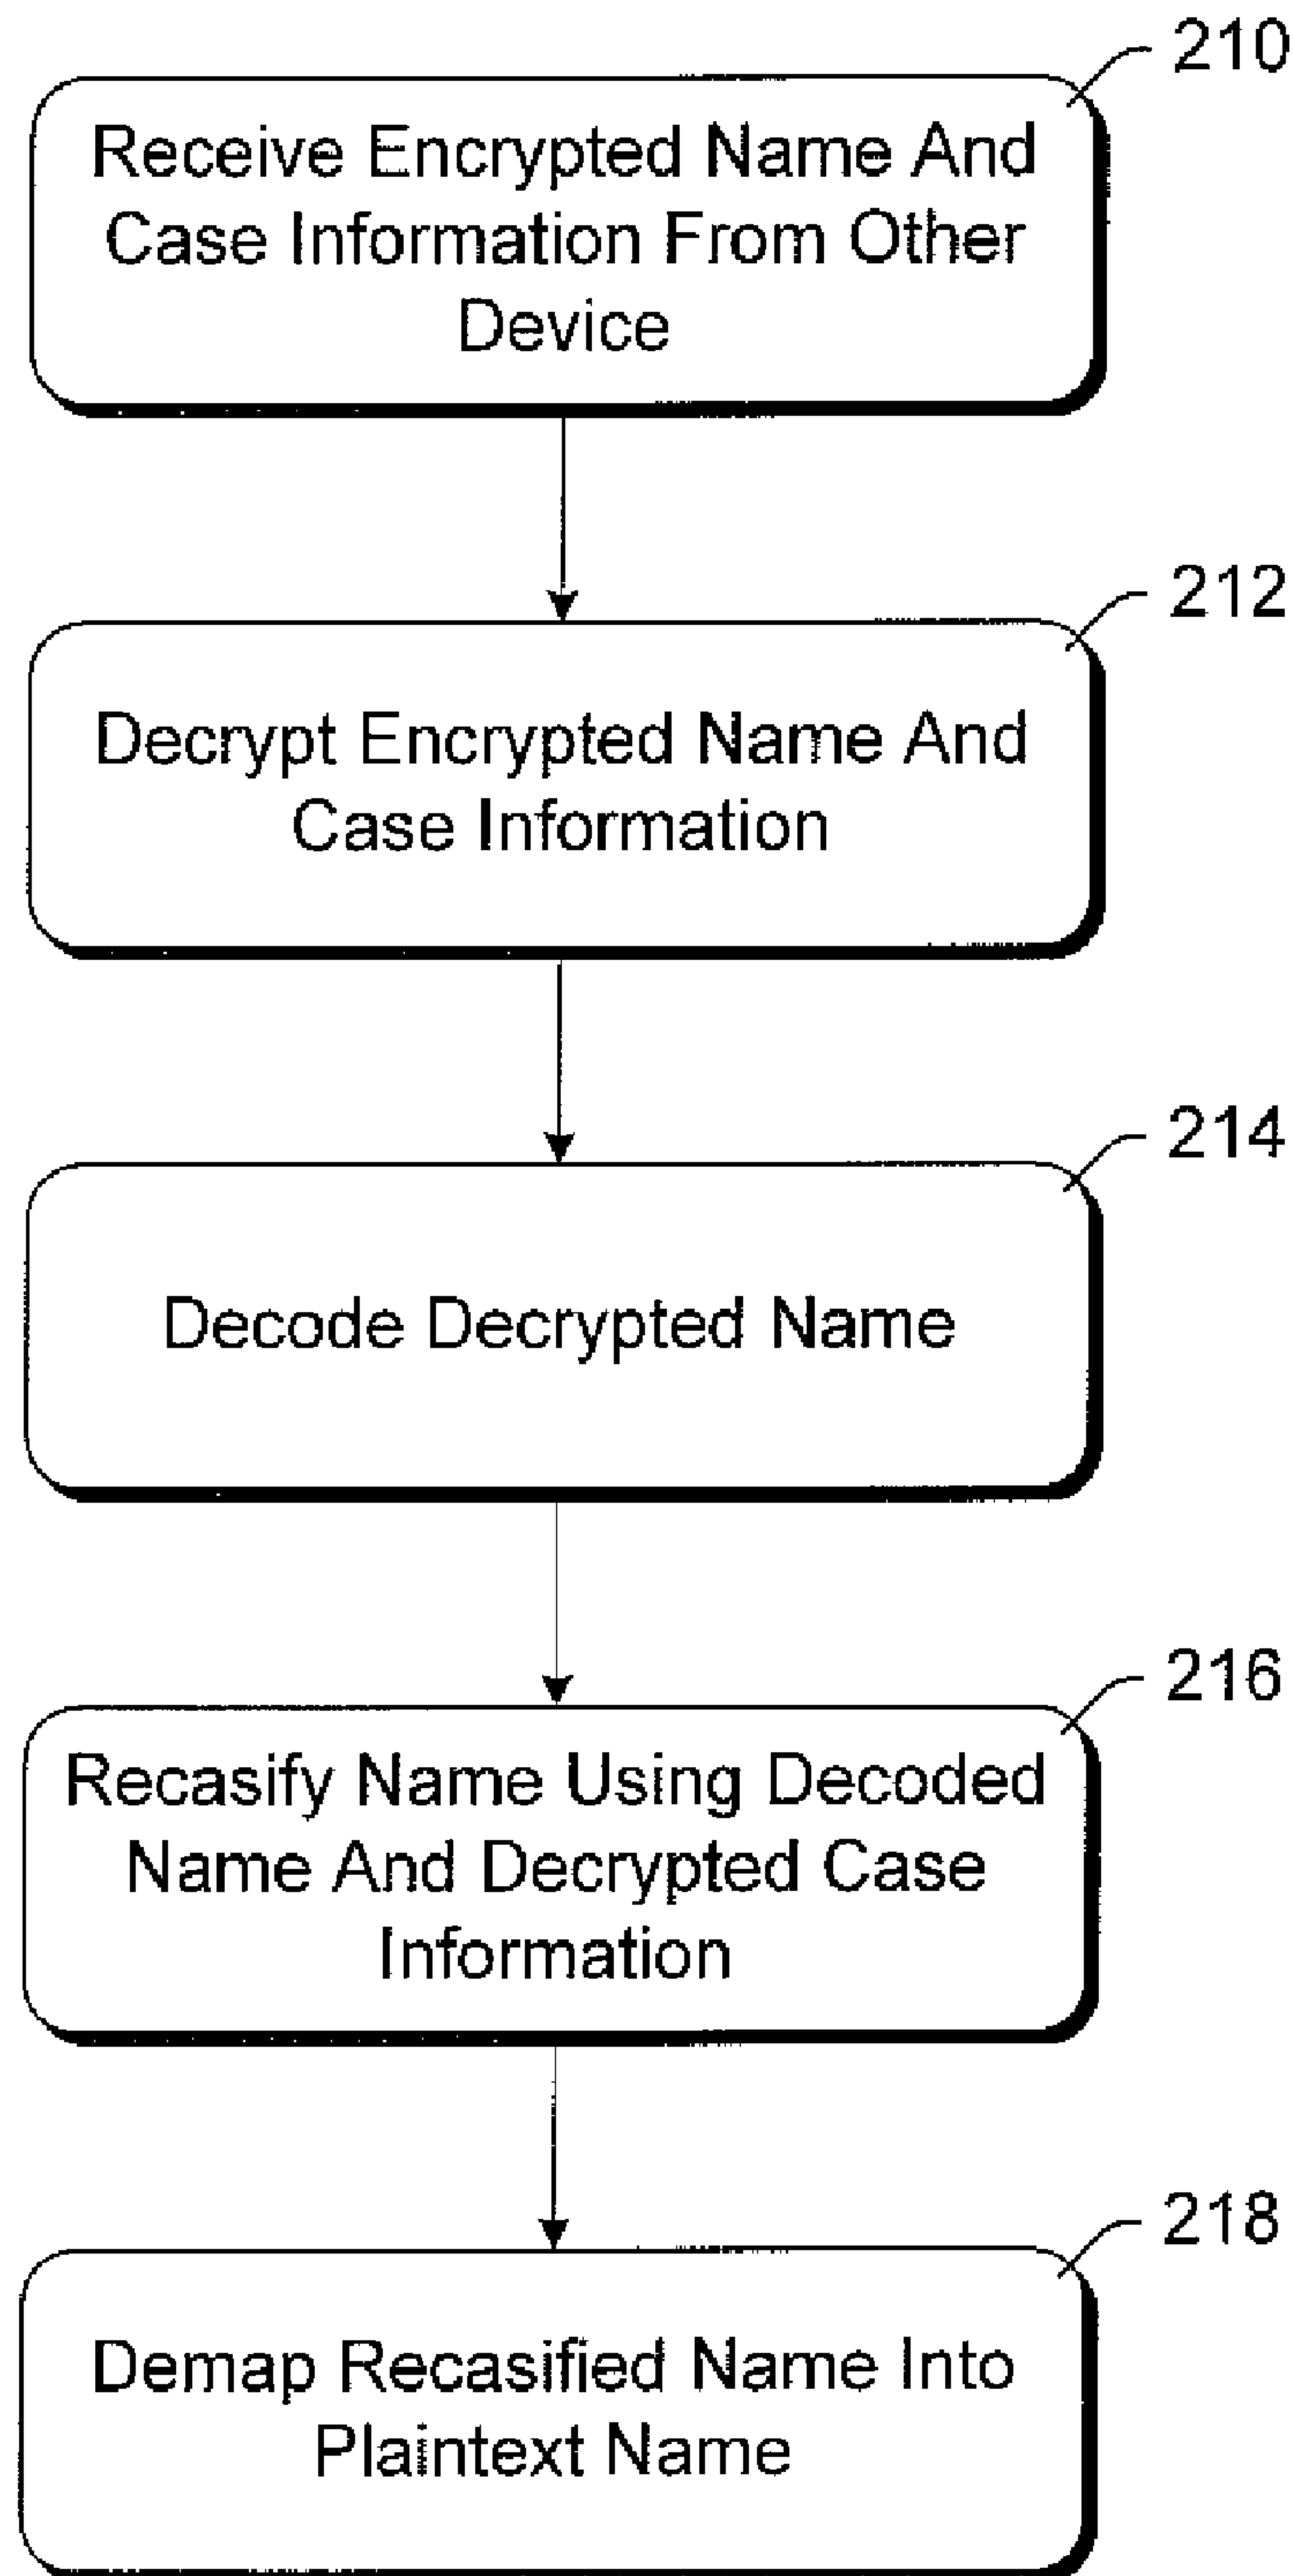 210
Receive Encrypted Name And
Case Information From Other
Device
212
Decrypt Encrypted Name And
Case Information
214
Decode Decrypted Name
216
Recasify Name Using Decoded
Name And Decrypted Case
Information
218
Demap Recasified Name Into
Plaintext Name